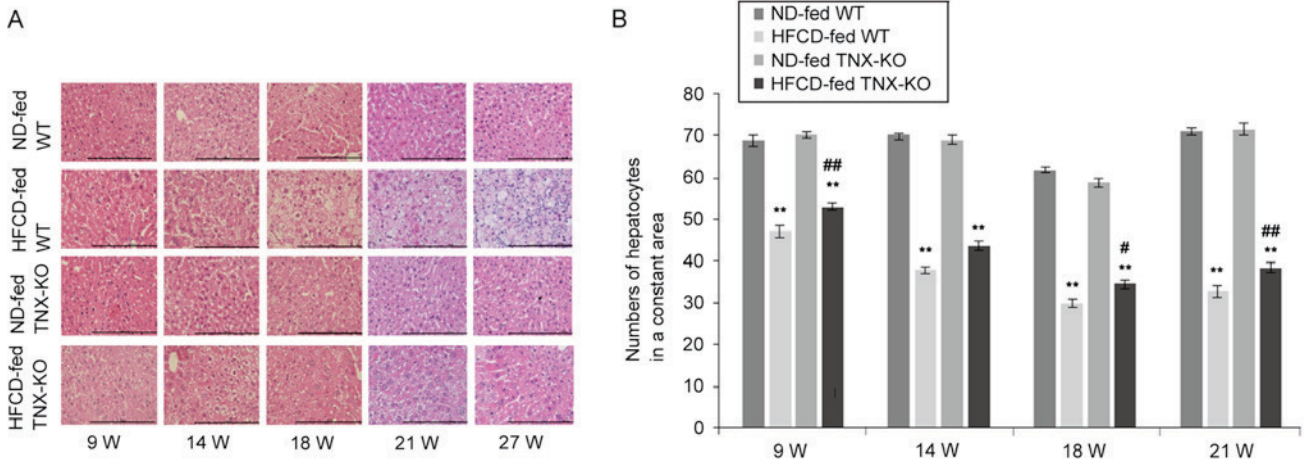 A
ND-fed
WT
HFCD-fed
WT
ND-fed
TNX-KO
HFCD-fed
TNX-KO
9 W 14 W 18 W 21 W 27 W
B
ND-fed WT
HFCD-fed WT
ND-fed TNX-KO
HFCD-fed TNX-KO
Numbers of hepatocytes
in a constant area
80
70
60
50
40
30
20
10
0
**
##
**
**
**
**
#
**
**
##
**
9 W 14 W 18 W 21 W